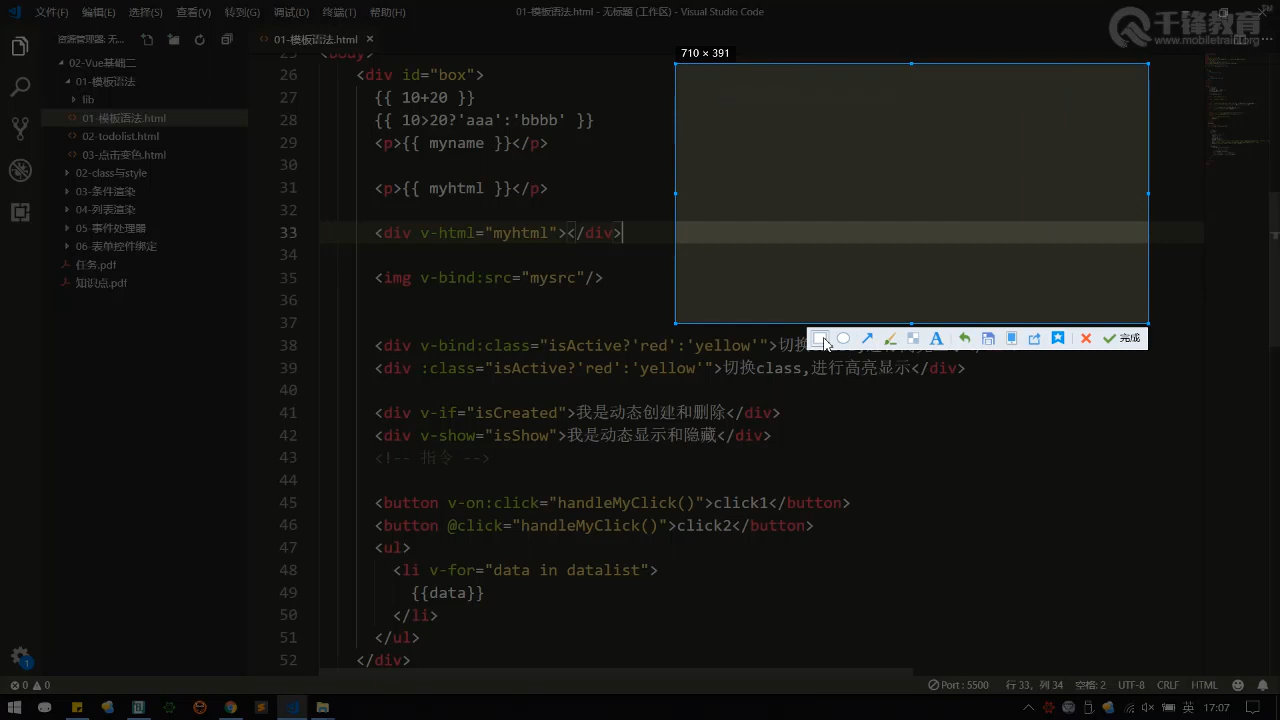 文件(F) 编辑(E) 选择(S) 查看(V) 转到(G) 调试(D) 终端(T) 帮助(H) 01-模板语法.html - 无标题 (工作区) - Visual Studio Code
千锋教育
www.mobiletrain.org
资源管理器: 无...
01-模板语法.html
710 × 391
02-Vue基础二
01-模板语法
lib
01-模板语法.html
02-todolist.html
03-点击变色.html
02-class与style
03-条件渲染
04-列表渲染
05-事件处理器
06-表单控件绑定
任务.pdf
知识点.pdf
25 <body>
26 <div id="box">
27 {{ 10+20 }}
28 {{ 10>20?'aaa':'bbbb' }}
29 <p>{{ myname }}</p>
30
31 <p>{{ myhtml }}</p>
32
33 <div v-html="myhtml"></div>
34
35 <img v-bind:src="mysrc"/>
36
37
38 <div v-bind:class="isActive?'red':'yellow'">切换
39 <div :class="isActive?'red':'yellow'">切换class,进行高亮显示</div>
40
41 <div v-if="isCreated">我是动态创建和删除</div>
42 <div v-show="isShow">我是动态显示和隐藏</div>
43 <!-- 指令 -->
44
45 <button v-on:click="handleMyClick()">click1</button>
46 <button @click="handleMyClick()">click2</button>
47 <ul>
48 <li v-for="data in datalist">
49 {{data}}
50 </li>
51 </ul>
52 </div>
A 完成
1
0 0 Port : 5500 行 33，列 34 空格: 2 UTF-8 CRLF HTML
英 17:07